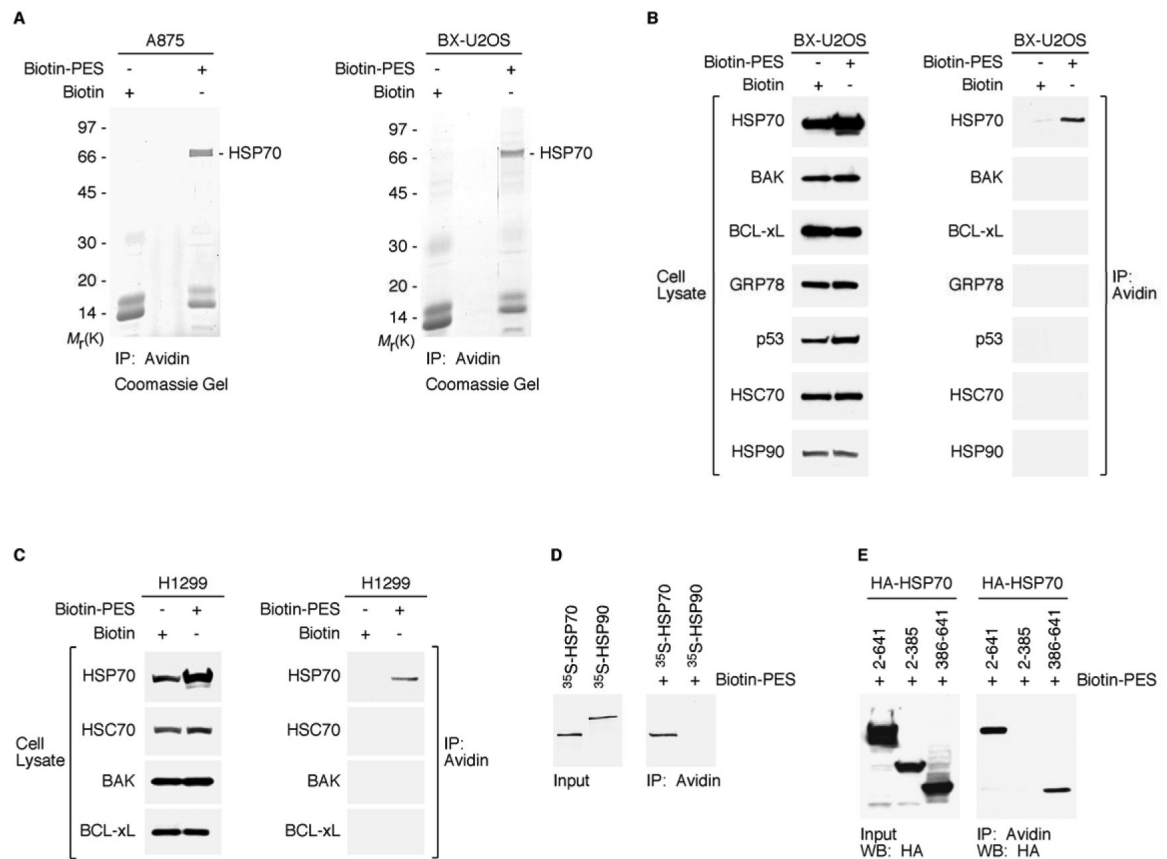 A
A875
Biotin-PES - +
Biotin + -
97 -
66 -
45 -
30 -
20 -
14 -
Mr(K)
- HSP70
IP: Avidin
Coomassie Gel
BX-U2OS
Biotin-PES - +
Biotin + -
97 -
66 -
45 -
30 -
20 -
14 -
Mr(K)
- HSP70
IP: Avidin
Coomassie Gel
B
BX-U2OS
Biotin-PES - +
Biotin + -
Cell
Lysate
HSP70
BAK
BCL-xL
GRP78
p53
HSC70
HSP90
BX-U2OS
Biotin-PES - +
Biotin + -
HSP70
BAK
BCL-xL
GRP78
p53
HSC70
HSP90
IP:
Avidin
C
H1299
Biotin-PES - +
Biotin + -
Cell
Lysate
HSP70
HSC70
BAK
BCL-xL
H1299
Biotin-PES - +
Biotin + -
HSP70
HSC70
BAK
BCL-xL
IP:
Avidin
D
35S-HSP70
35S-HSP90
Input
35S-HSP70
35S-HSP90
+ + Biotin-PES
IP: Avidin
E
HA-HSP70
2-641
2-385
386-641
+ + +
Input
WB: HA
HA-HSP70
2-641
2-385
386-641
+ + + Biotin-PES
IP: Avidin
WB: HA